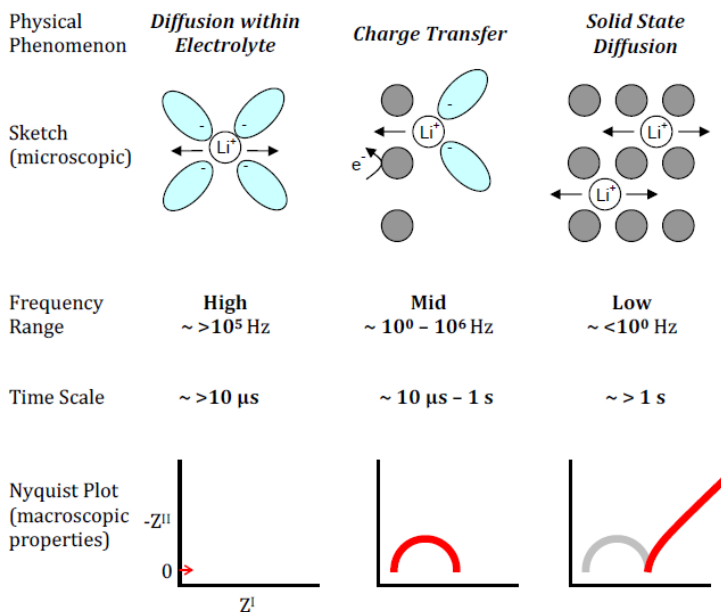 Physical Phenomenon
Diffusion within Electrolyte
Charge Transfer
Solid State Diffusion
Sketch (microscopic)
- - Li+ - -
Li+ - - e-
Li+ Li+
Frequency Range
High
~ >10⁵ Hz
Mid
~ 10⁰ – 10⁶ Hz
Low
~ <10⁰ Hz
Time Scale
~ >10 µs
~ 10 µs – 1 s
~ > 1 s
Nyquist Plot (macroscopic properties)
-Zᴵᴵ
0
Zᴵ